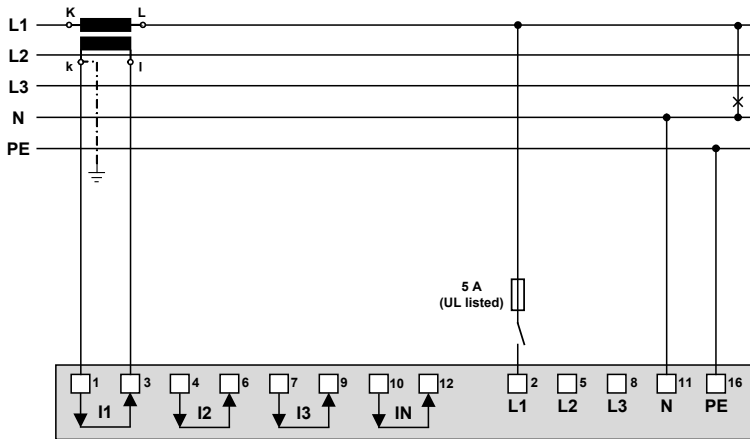 K L
L1
L2
k l
L3
N
PE
5 A
(UL listed)
1 3 4 6 7 9 10 12 2 5 8 11 16
I1 I2 I3 IN L1 L2 L3 N PE